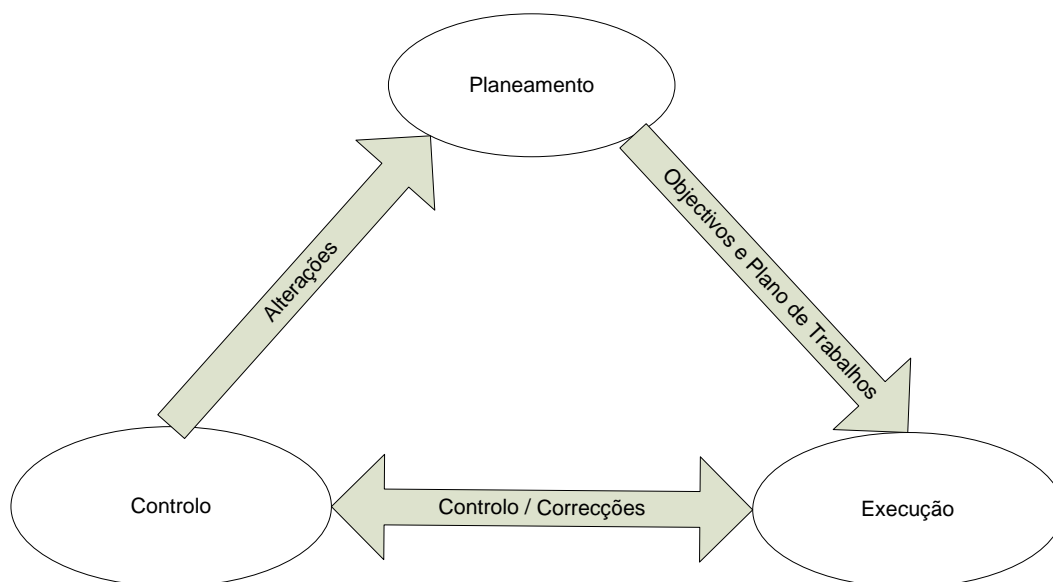 Planeamento
Objectivos e Plano de Trabalhos
Alterações
Controlo
Controlo / Correcções
Execução